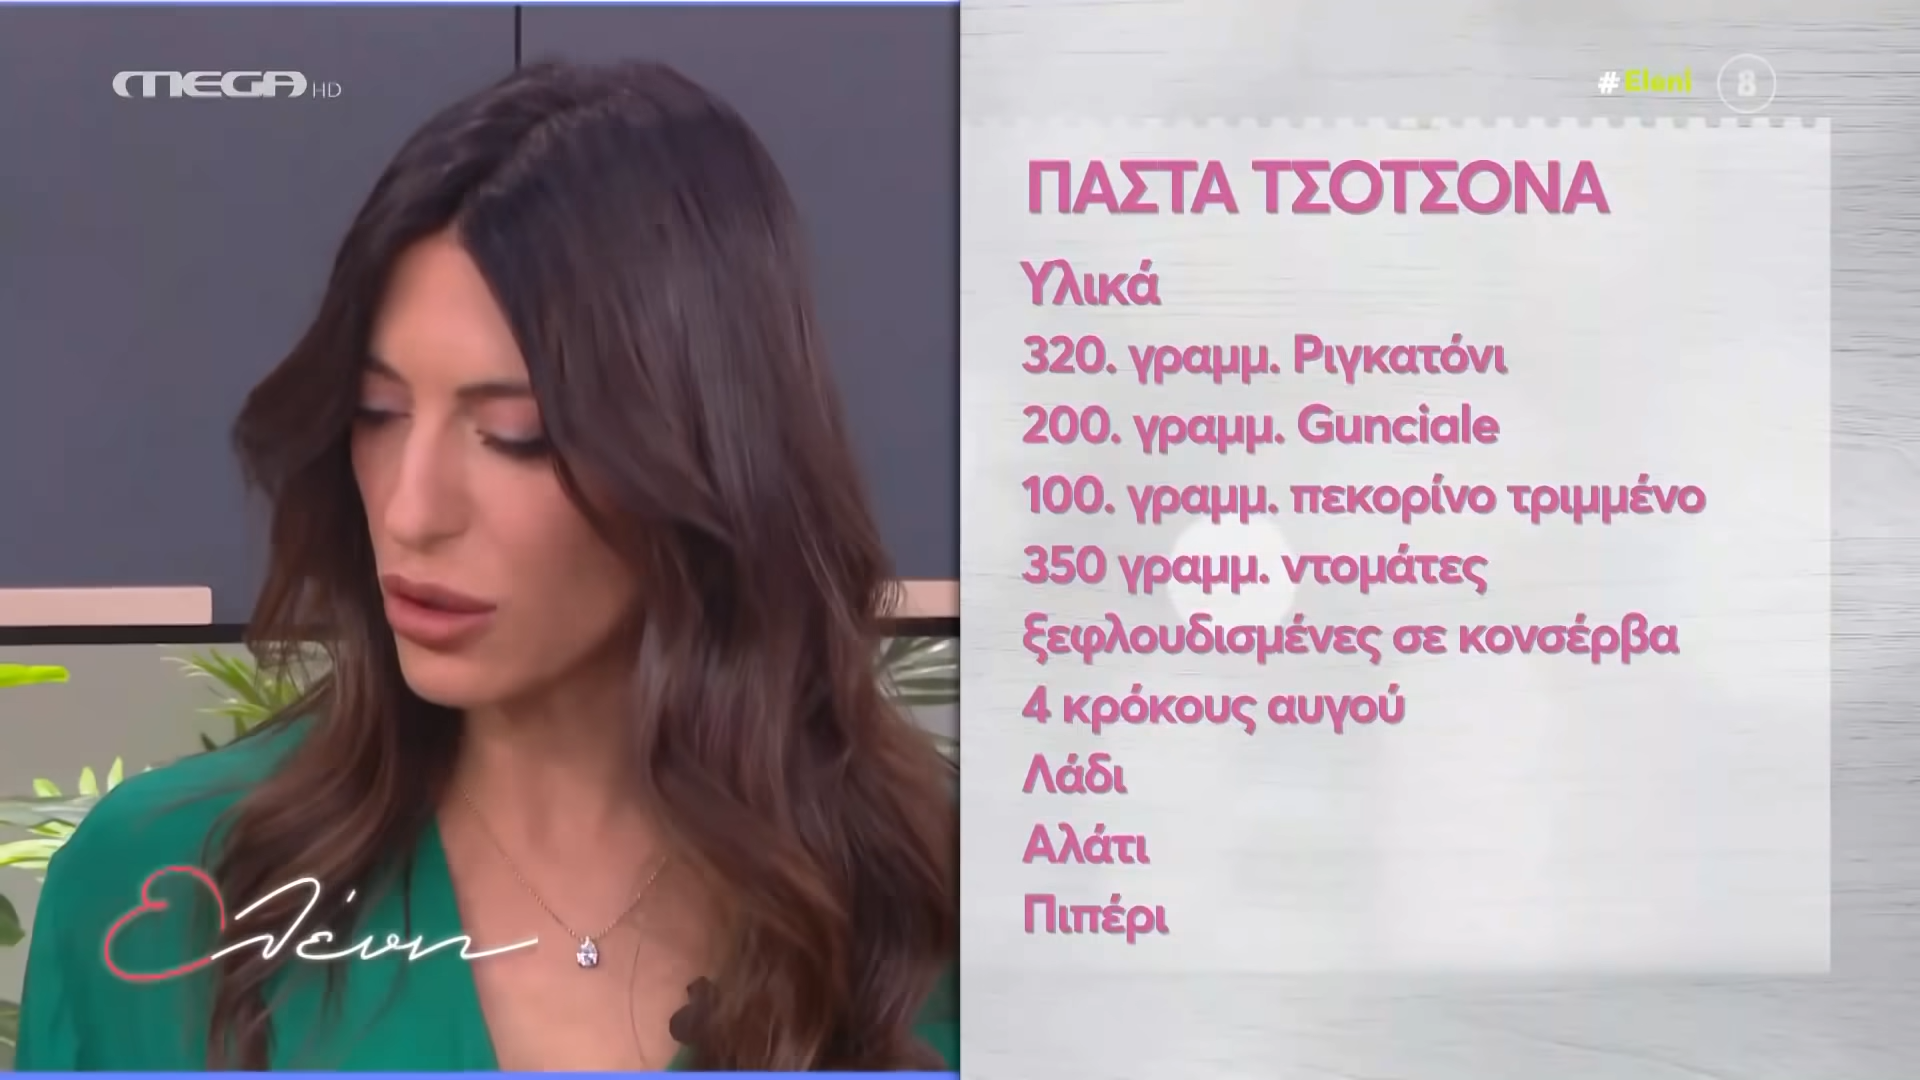 MEGA HD
#Eleni 8
ΠΑΣΤΑ ΤΣΟΤΣΟΝΑ
Υλικά
320. γραμμ. Ριγκατόνι
200. γραμμ. Gunciale
100. γραμμ. πεκορίνο τριμμένο
350 γραμμ. ντομάτες
ξεφλουδισμένες σε κονσέρβα
4 κρόκους αυγού
Λάδι
Αλάτι
Πιπέρι
Ελένη